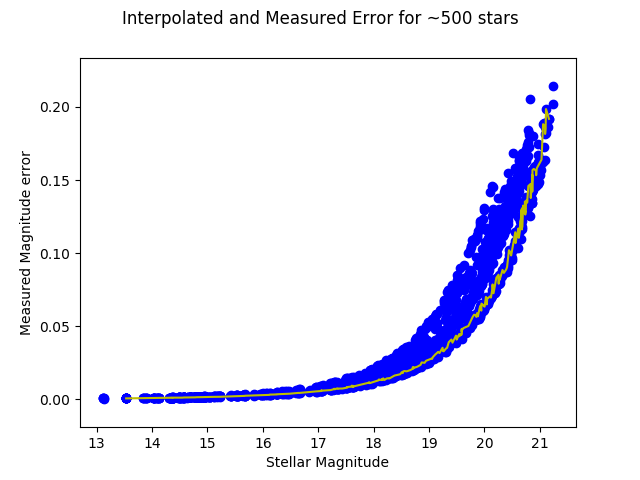 Interpolated and Measured Error for ~500 stars
0.20
0.15
0.10
0.05
0.00
Measured Magnitude error
13 14 15 16 17 18 19 20 21
Stellar Magnitude